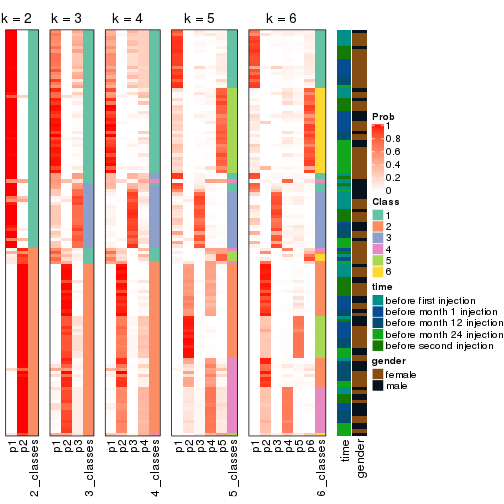 k = 2 k = 3 k = 4 k = 5 k = 6
Prob
1
0.8
0.6
0.4
0.2
0
Class
1
2
3
4
5
6
time
before first injection
before month 1 injection
before month 12 injection
before month 24 injection
before second injection
gender
female
male
p1 p2 2_classes p1 p2 p3 3_classes p1 p2 p3 p4 4_classes p1 p2 p3 p4 p5 5_classes p1 p2 p3 p4 p5 p6 6_classes time gender